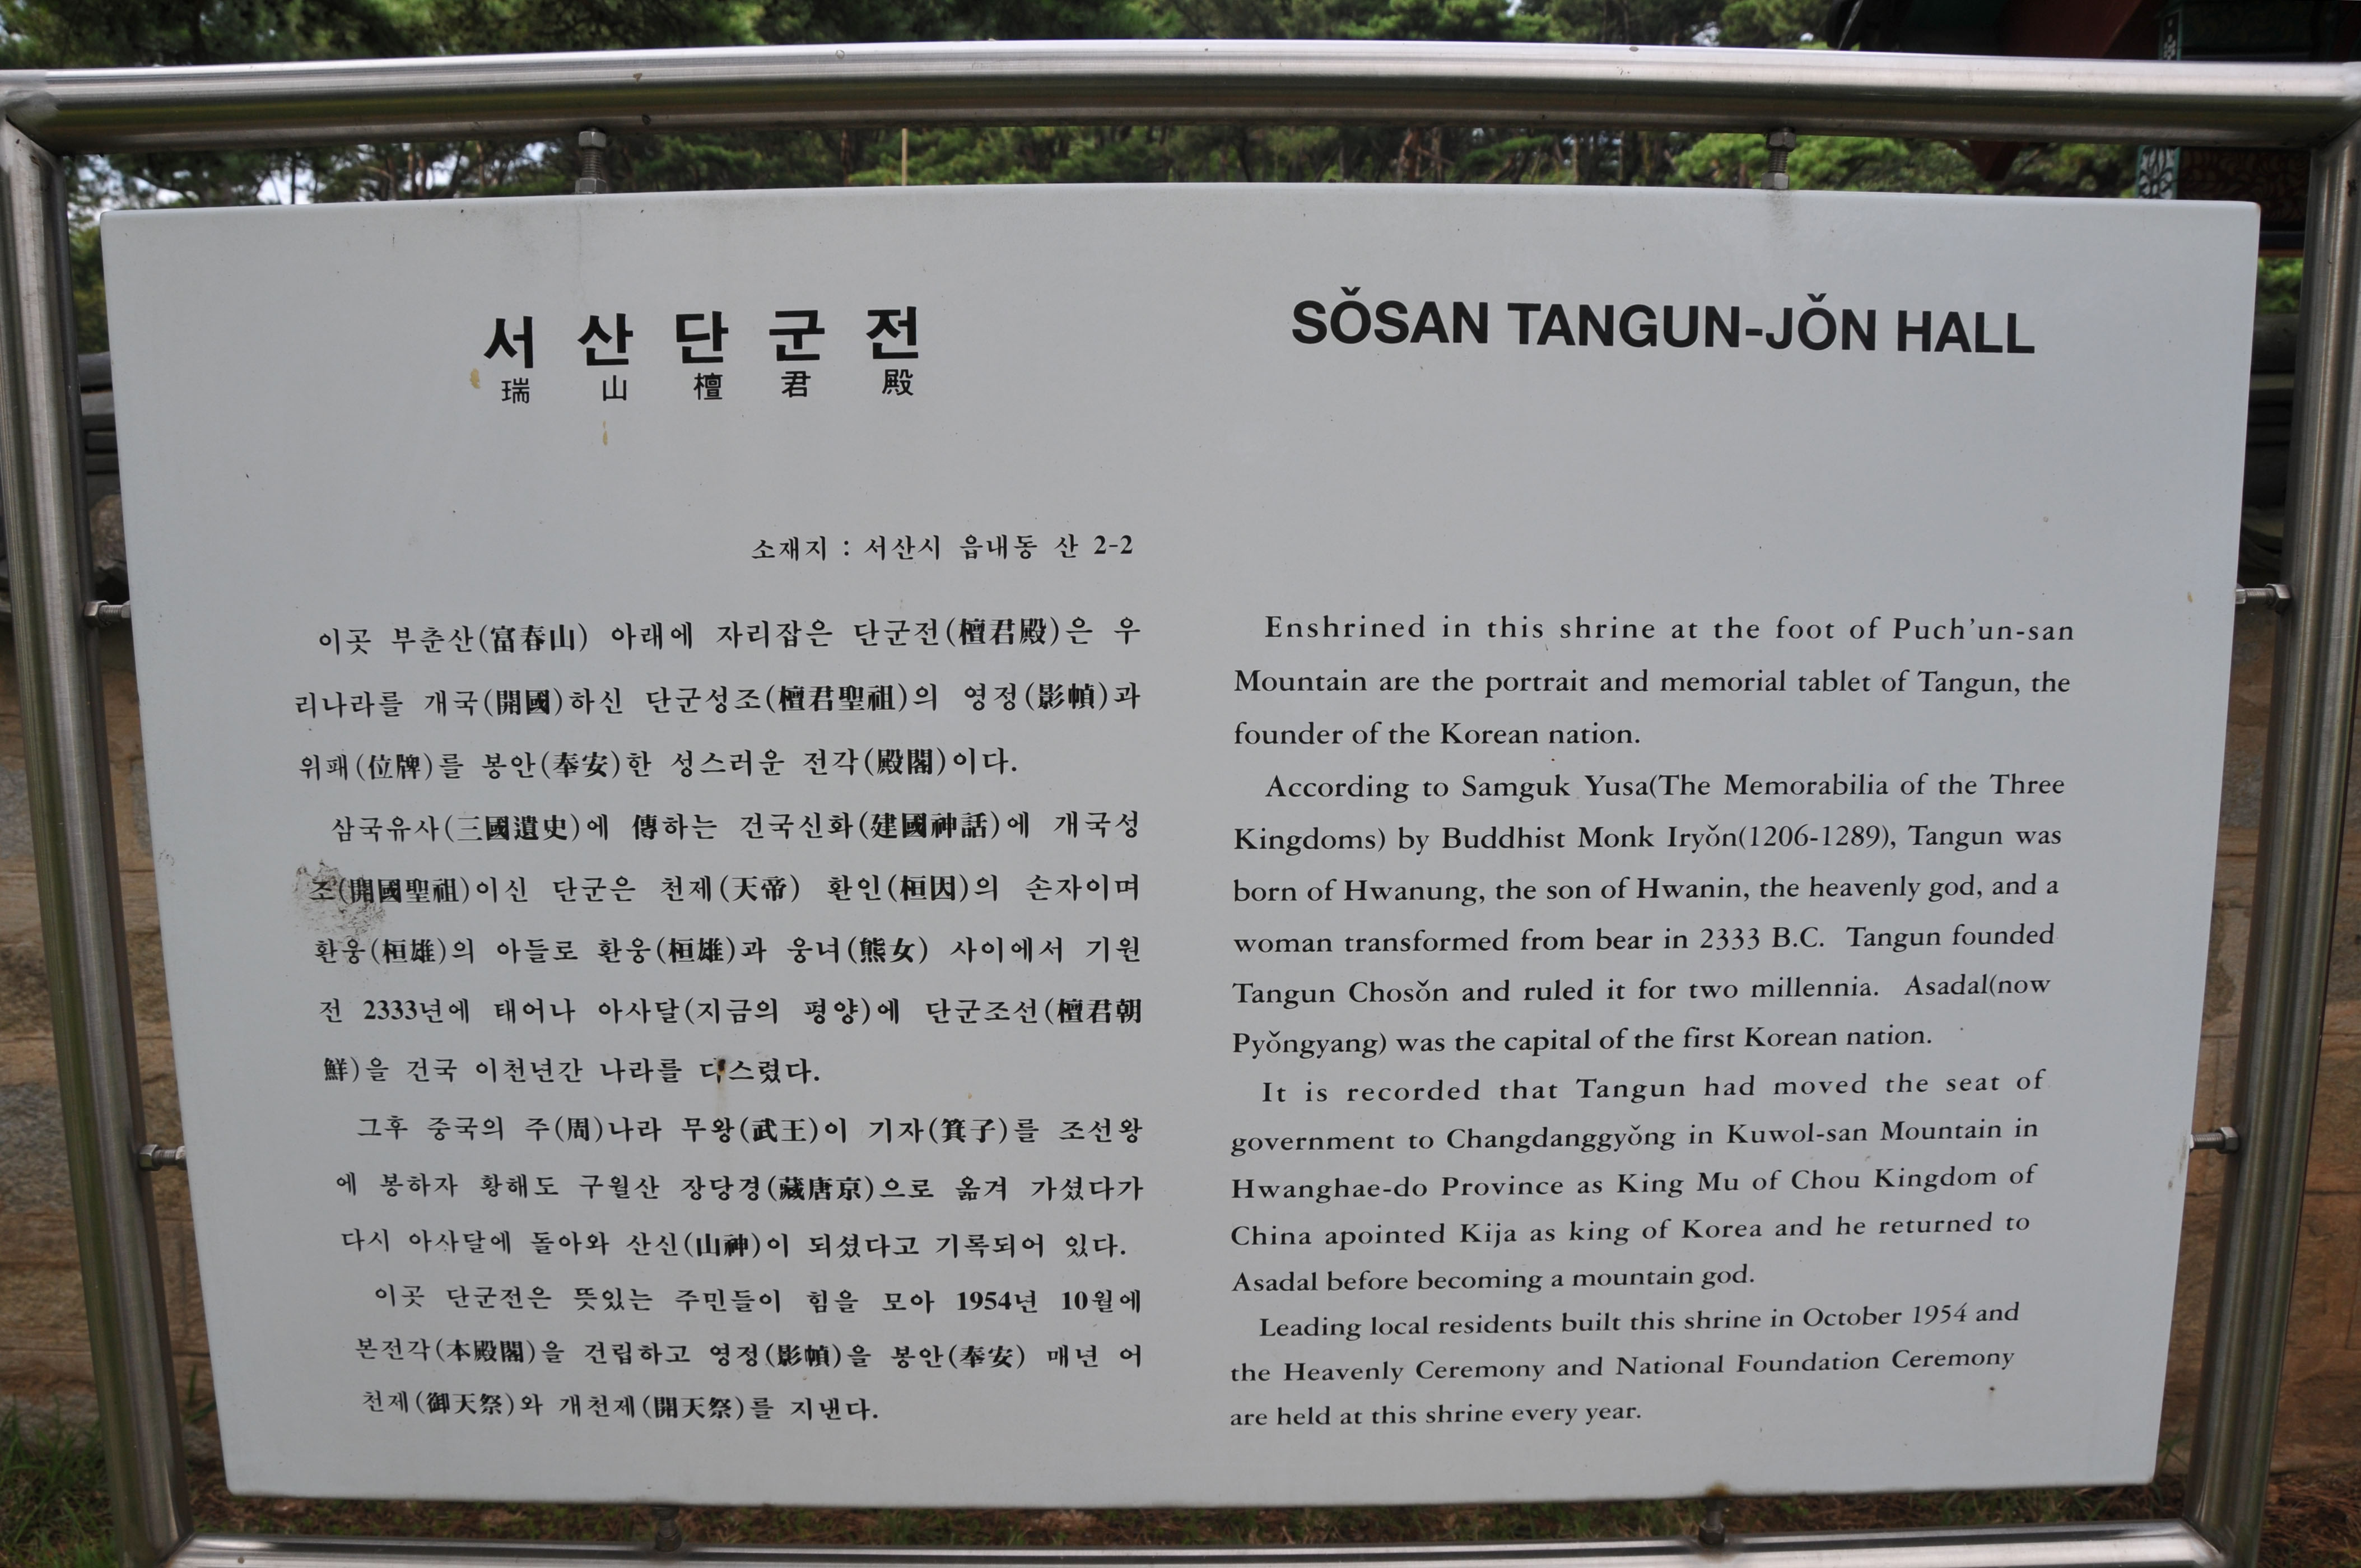 서산단군전
瑞山檀君殿
소재지 : 서산시 읍내동 산 2-2
이곳 부춘산(富春山) 아래에 자리잡은 단군전(檀君殿)은 우
리나라를 개국(開國)하신 단군성조(檀君聖祖)의 영정(影幀)과
위패(位牌)를 봉안(奉安)한 성스러운 전각(殿閣)이다.
삼국유사(三國遺史)에 傳하는 건국신화(建國神話)에 개국성
조(開國聖祖)이신 단군은 천제(天帝) 환인(桓因)의 손자이며
환웅(桓雄)의 아들로 환웅(桓雄)과 웅녀(熊女) 사이에서 기원
전 2333년에 태어나 아사달(지금의 평양)에 단군조선(檀君朝
鮮)을 건국 이천년간 나라를 다스렸다.
그후 중국의 주(周)나라 무왕(武王)이 기자(箕子)를 조선왕
에 봉하자 황해도 구월산 장당경(藏唐京)으로 옮겨 가셨다가
다시 아사달에 돌아와 산신(山神)이 되셨다고 기록되어 있다.
이곳 단군전은 뜻있는 주민들이 힘을 모아 1954년 10월에
본전각(本殿閣)을 건립하고 영정(影幀)을 봉안(奉安) 매년 어
천제(御天祭)와 개천제(開天祭)를 지낸다.
SŎSAN TANGUN-JŎN HALL
Enshrined in this shrine at the foot of Puch'un-san
Mountain are the portrait and memorial tablet of Tangun, the
founder of the Korean nation.
According to Samguk Yusa(The Memorabilia of the Three
Kingdoms) by Buddhist Monk Iryŏn(1206-1289), Tangun was
born of Hwanung, the son of Hwanin, the heavenly god, and a
woman transformed from bear in 2333 B.C. Tangun founded
Tangun Chosŏn and ruled it for two millennia. Asadal(now
Pyŏngyang) was the capital of the first Korean nation.
It is recorded that Tangun had moved the seat of
government to Changdanggyŏng in Kuwol-san Mountain in
Hwanghae-do Province as King Mu of Chou Kingdom of
China apointed Kija as king of Korea and he returned to
Asadal before becoming a mountain god.
Leading local residents built this shrine in October 1954 and
the Heavenly Ceremony and National Foundation Ceremony
are held at this shrine every year.